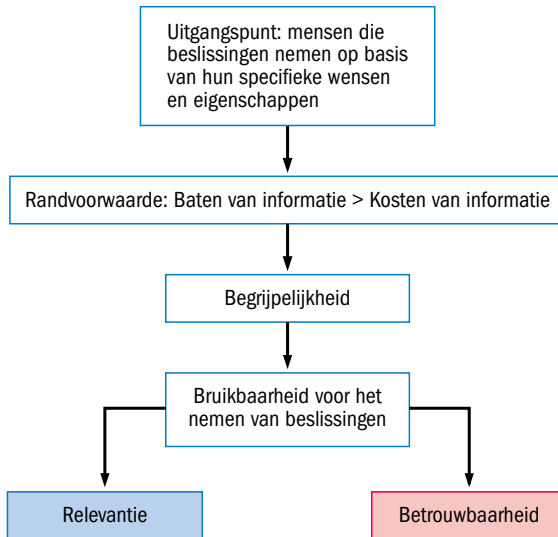 Uitgangspunt: mensen die
beslissingen nemen op basis
van hun specifieke wensen
en eigenschappen
Randvoorwaarde: Baten van informatie > Kosten van informatie
Begrijpelijkheid
Bruikbaarheid voor het
nemen van beslissingen
Relevantie
Betrouwbaarheid